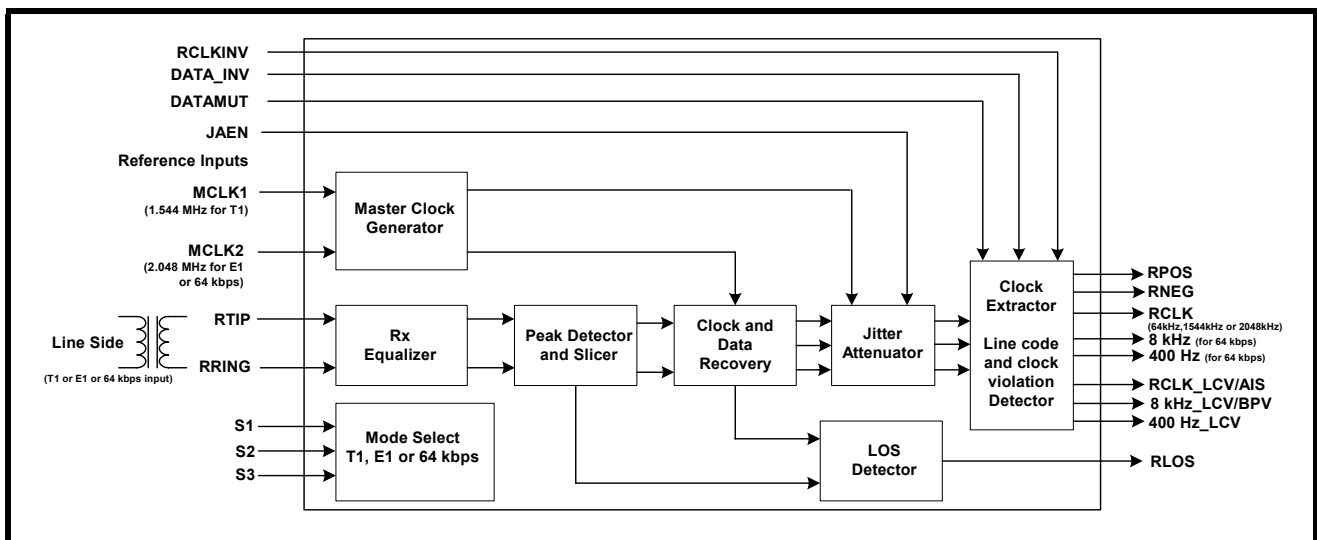 RCLKINV
DATA_INV
DATAMUT
JAEN
Reference Inputs
MCLK1
(1.544 MHz for T1)
MCLK2
(2.048 MHz for E1
or 64 kbps)
Master Clock
Generator
Line Side
(T1 or E1 or 64 kbps input)
RTIP
RRING
Rx
Equalizer
Peak Detector
and Slicer
Clock and
Data
Recovery
Jitter
Attenuator
Clock
Extractor
Line code
and clock
violation
Detector
RPOS
RNEG
RCLK
(64kHz,1544kHz or 2048kHz)
8 kHz (for 64 kbps)
400 Hz (for 64 kbps)
RCLK_LCV/AIS
8 kHz_LCV/BPV
400 Hz_LCV
S1
S2
S3
Mode Select
T1, E1 or 64 kbps
LOS
Detector
RLOS